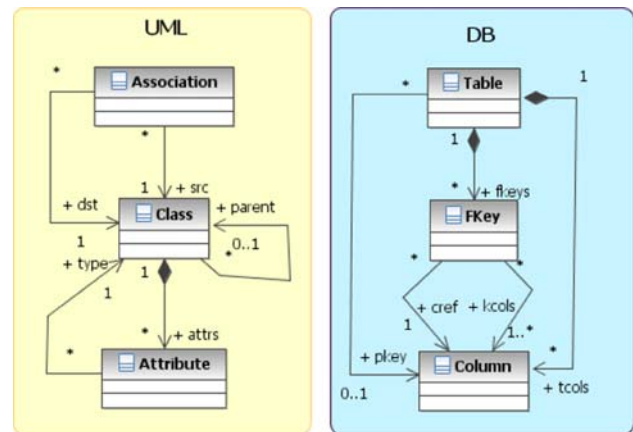 UML
*
Association
*
+ dst
1
1
+ src
Class
+ parent
0..1
*
+ type
1
1
*
*
+ attrs
Attribute
DB
*
Table
1
1
*
+ fkeys
FKey
*
*
+ cref
+ kcols
1
1..*
+ pkey
0..1
Column
*
+ tcols